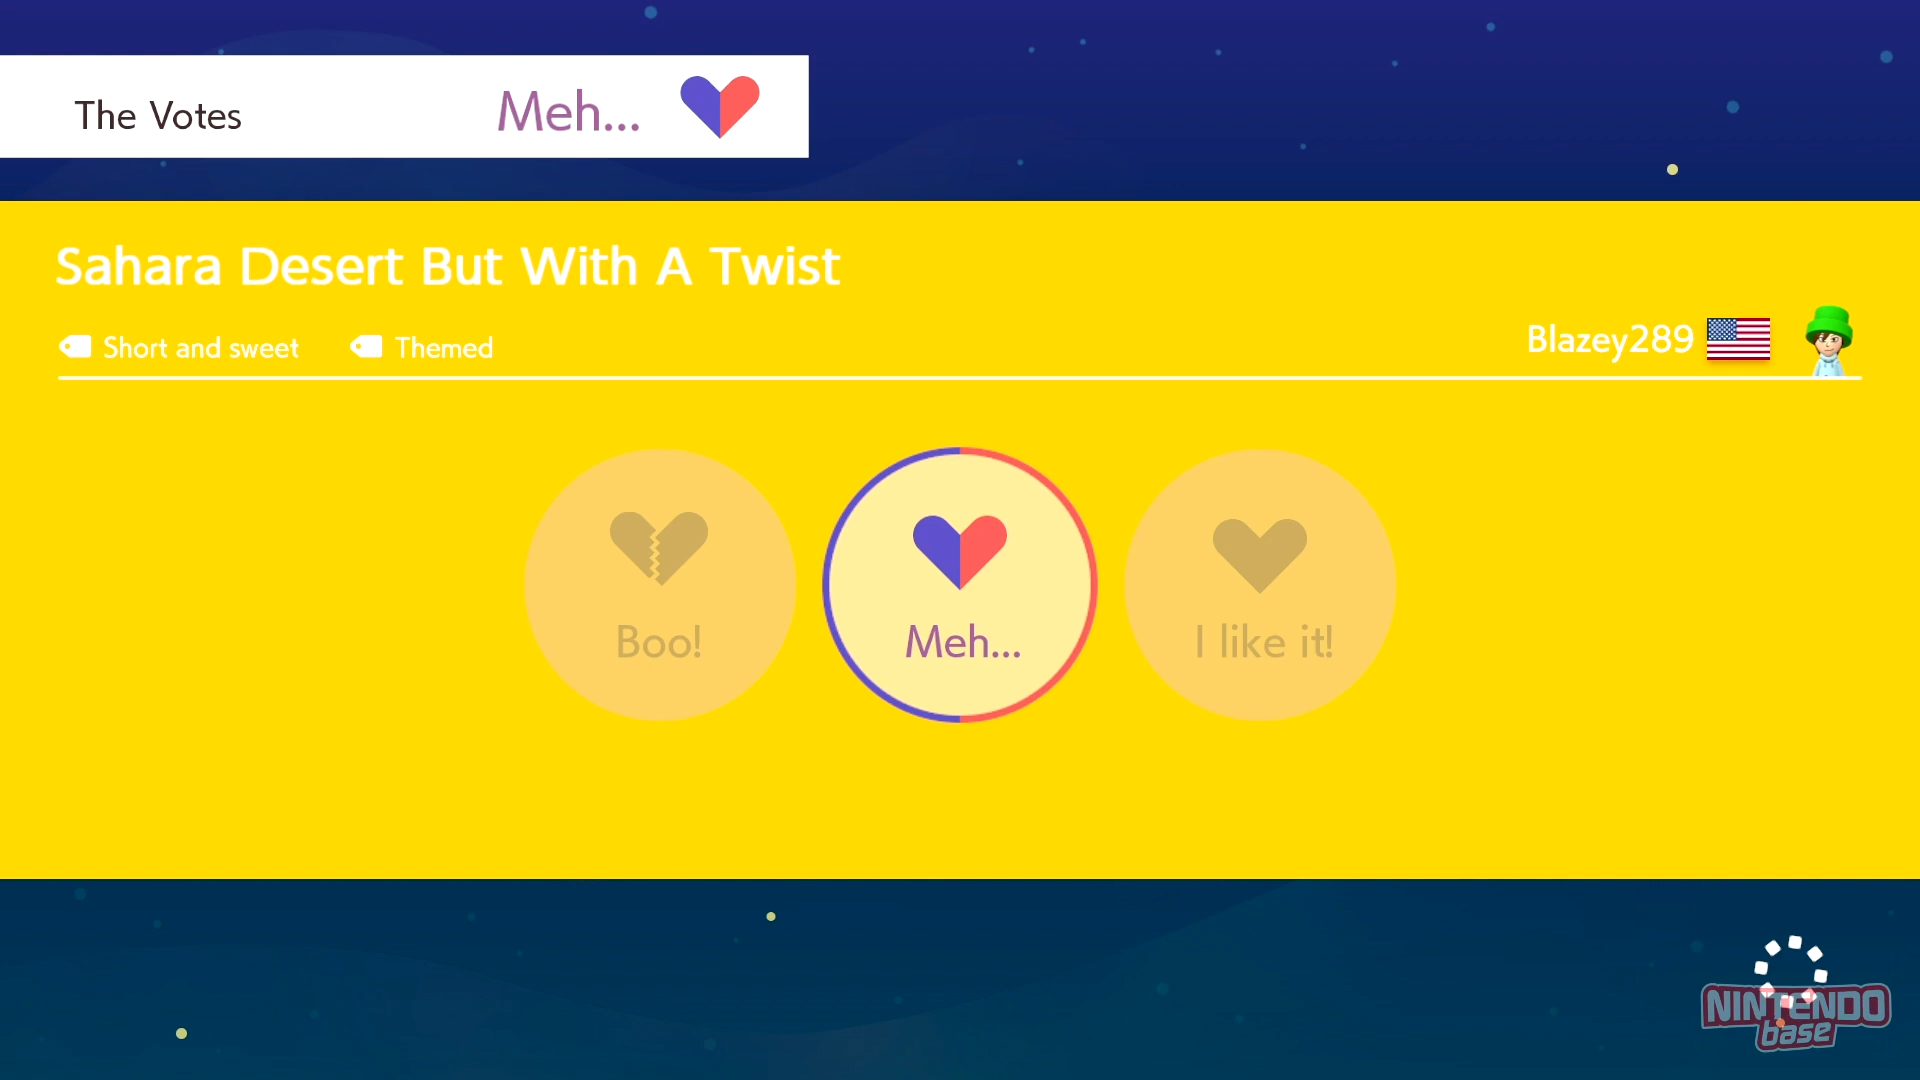 The Votes
Meh...
Sahara Desert But With A Twist
Short and sweet
Themed
Blazey289
Boo!
Meh...
I like it!
NINTENDO
base